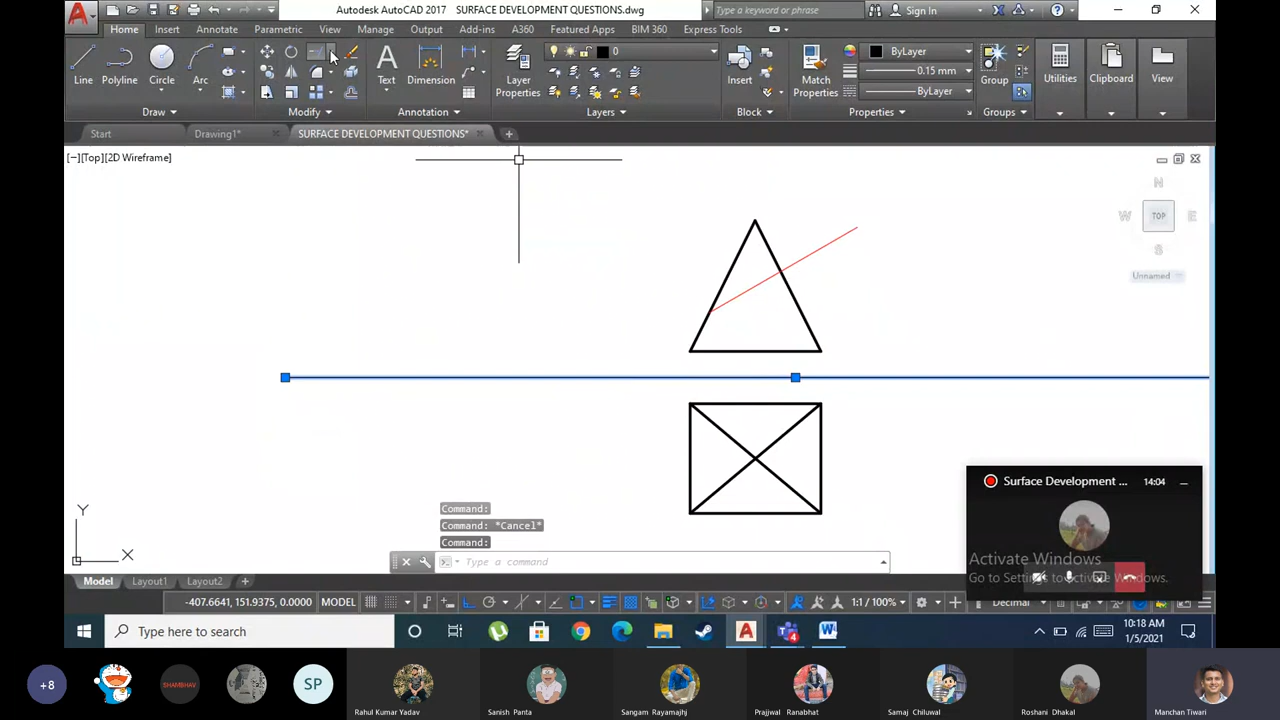 Autodesk AutoCAD 2017 SURFACE DEVELOPMENT QUESTIONS.dwg
Type a keyword or phrase
Sign In
Home Insert Annotate Parametric View Manage Output Add-ins A360 Featured Apps BIM 360 Express Tools
0
ByLayer
0.15 mm
ByLayer
Line Polyline Circle Arc Text Dimension Layer Properties Insert Match Properties Group Utilities Clipboard View
Draw Modify Annotation Layers Block Properties Groups
Start Drawing1* SURFACE DEVELOPMENT QUESTIONS*
[−][Top][2D Wireframe]
N
W TOP E
S
Unnamed
Y
X
Command:
Command: *Cancel*
Command:
Type a command
Surface Development ... 14:04
Activate Windows
Go to Settings to activate Windows.
Model Layout1 Layout2
-407.6641, 151.9375, 0.0000 MODEL 1:1 / 100% Decimal
Type here to search
10:18 AM
1/5/2021
+8
SHAMBHAV
SP
Rahul Kumar Yadav
Sanish Panta
Sangam Rayamajhj
Prajjwal Ranabhat
Samaj Chiluwal
Roshani Dhakal
Manchan Tiwari